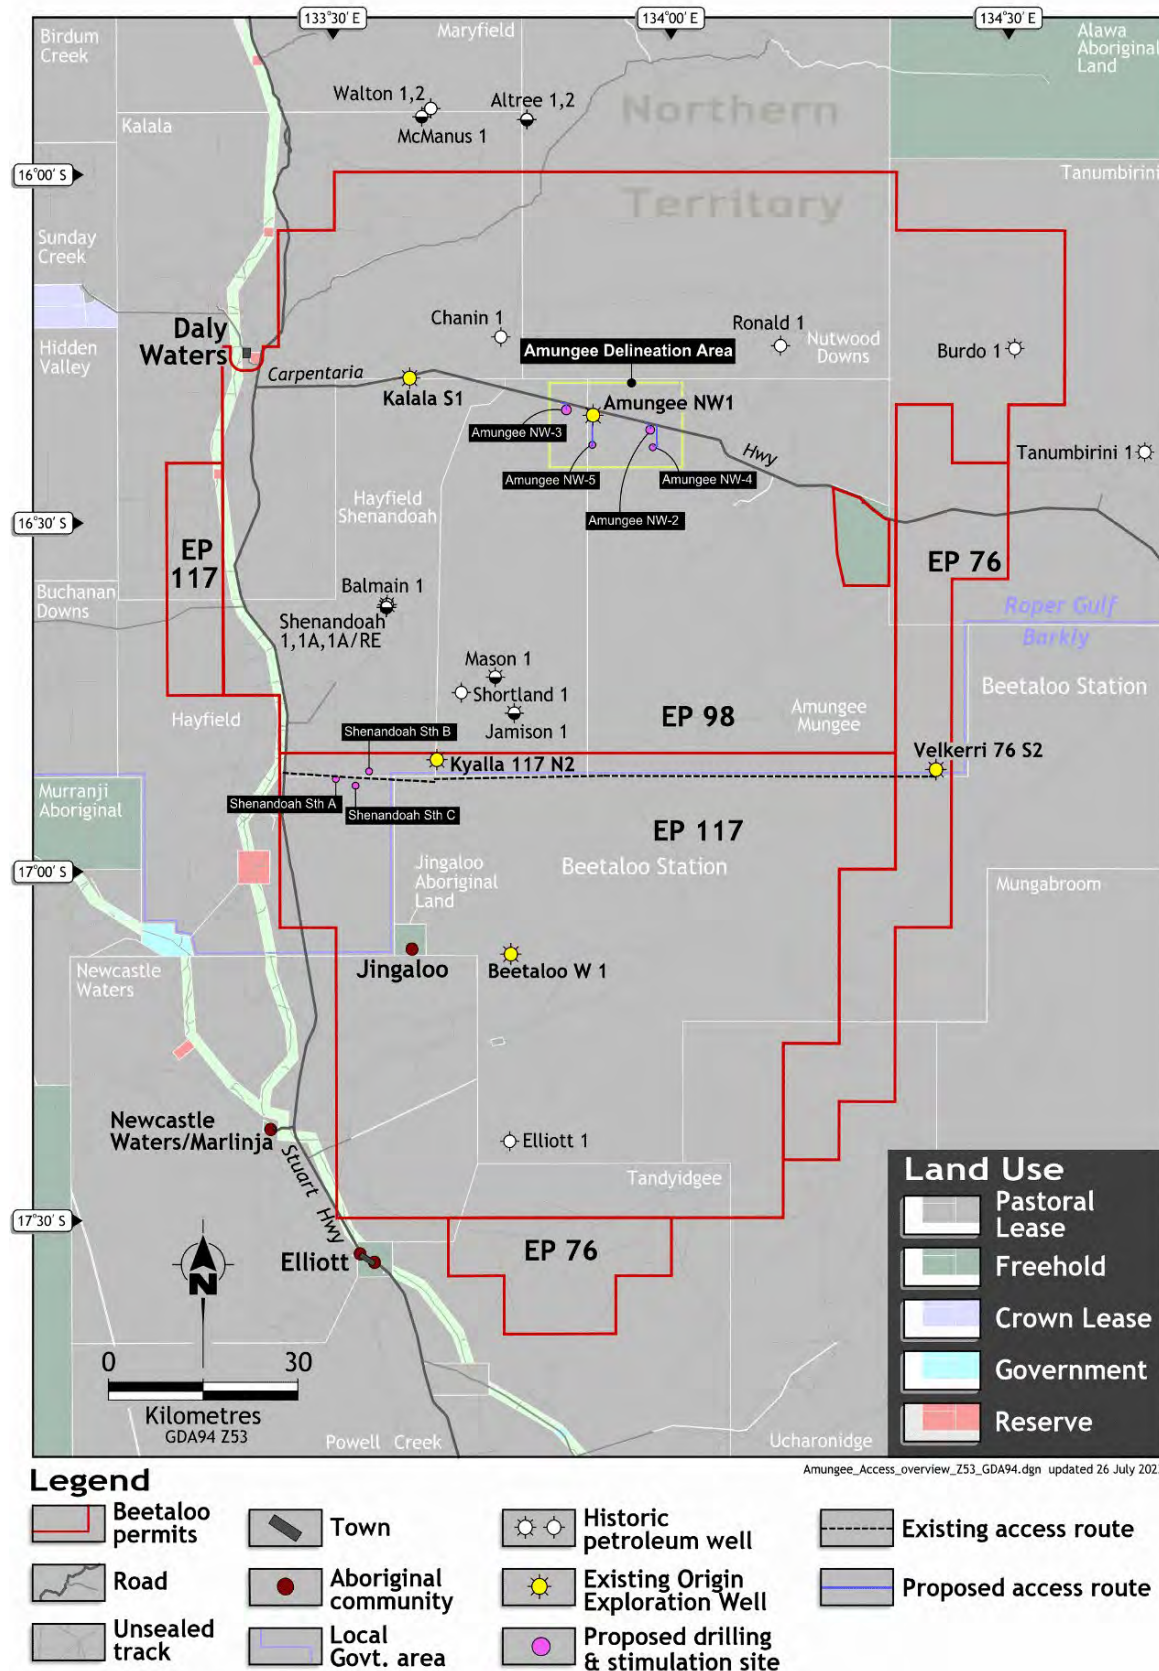 133°30' E
134°00' E
134°30' E
Birdum
Creek
Maryfield
Alawa
Aboriginal
Land
Walton 1,2
Altree 1,2
McManus 1
Kalala
Northern
Territory
16°00' S
Tanumbirini
Sunday
Creek
Hidden
Valley
Daly
Waters
Chanin 1
Ronald 1
Nutwood
Downs
Burdo 1
Amungee Delineation Area
Carpentaria
Kalala S1
Amungee NW1
Amungee NW-3
Hwy
Tanumbirini 1
Amungee NW-5
Amungee NW-4
Amungee NW-2
Hayfield
Shenandoah
16°30' S
EP
117
EP 76
Buchanan
Downs
Balmain 1
Shenandoah
1,1A,1A/RE
Roper Gulf
Barkly
Mason 1
Shortland 1
Jamison 1
Beetaloo Station
Hayfield
EP 98
Amungee
Mungee
Shenandoah Sth B
Kyalla 117 N2
Velkerri 76 S2
Murranji
Aboriginal
Shenandoah Sth A
Shenandoah Sth C
EP 117
Beetaloo Station
17°00' S
Jingaloo
Aboriginal
Land
Mungabroom
Newcastle
Waters
Jingaloo
Beetaloo W 1
Newcastle
Waters/Marlinja
Elliott 1
Stuart Hwy
Tandyidgee
17°30' S
Elliott
EP 76
N
0 30
Kilometres
GDA94 Z53
Powell Creek
Ucharonidge
Land Use
Pastoral
Lease
Freehold
Crown Lease
Government
Reserve
Amungee_Access_overview_Z53_GDA94.dgn updated 26 July 202
Legend
Beetaloo
permits
Road
Unsealed
track
Town
Aboriginal
community
Local
Govt. area
Historic
petroleum well
Existing Origin
Exploration Well
Proposed drilling
& stimulation site
Existing access route
Proposed access route